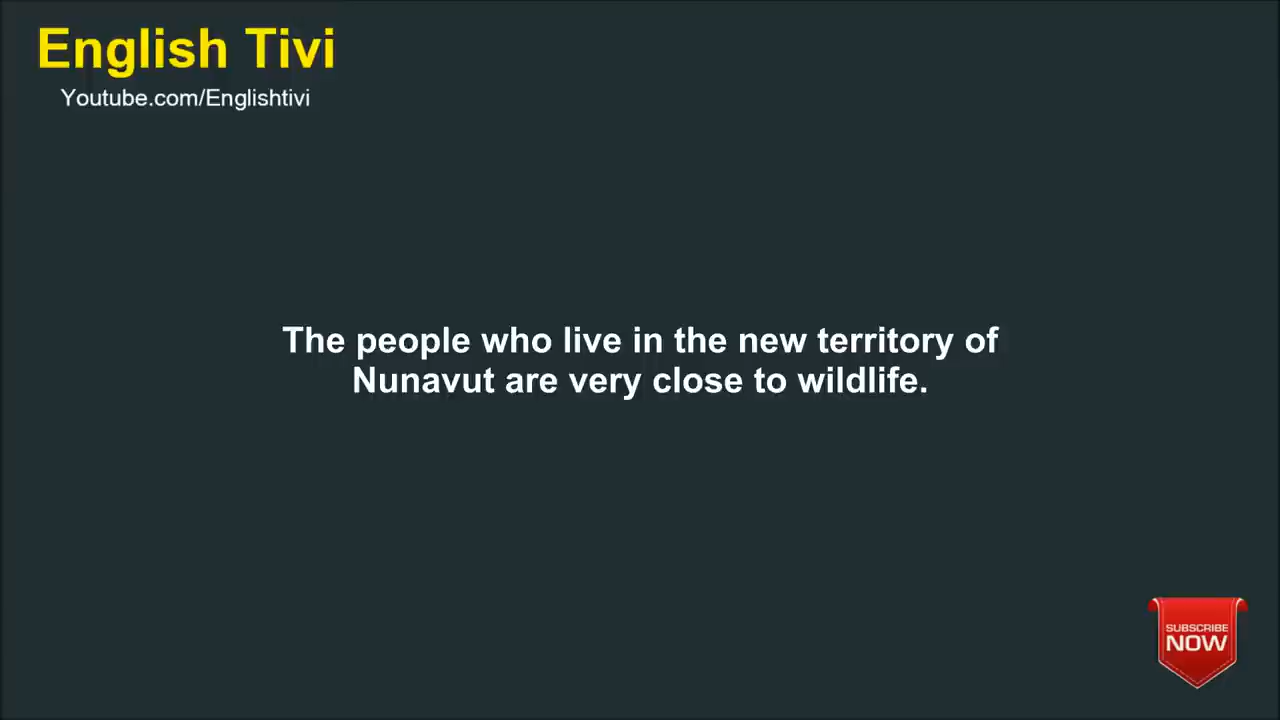 English Tivi
Youtube.com/Englishtivi
The people who live in the new territory of
Nunavut are very close to wildlife.
SUBSCRIBE
NOW